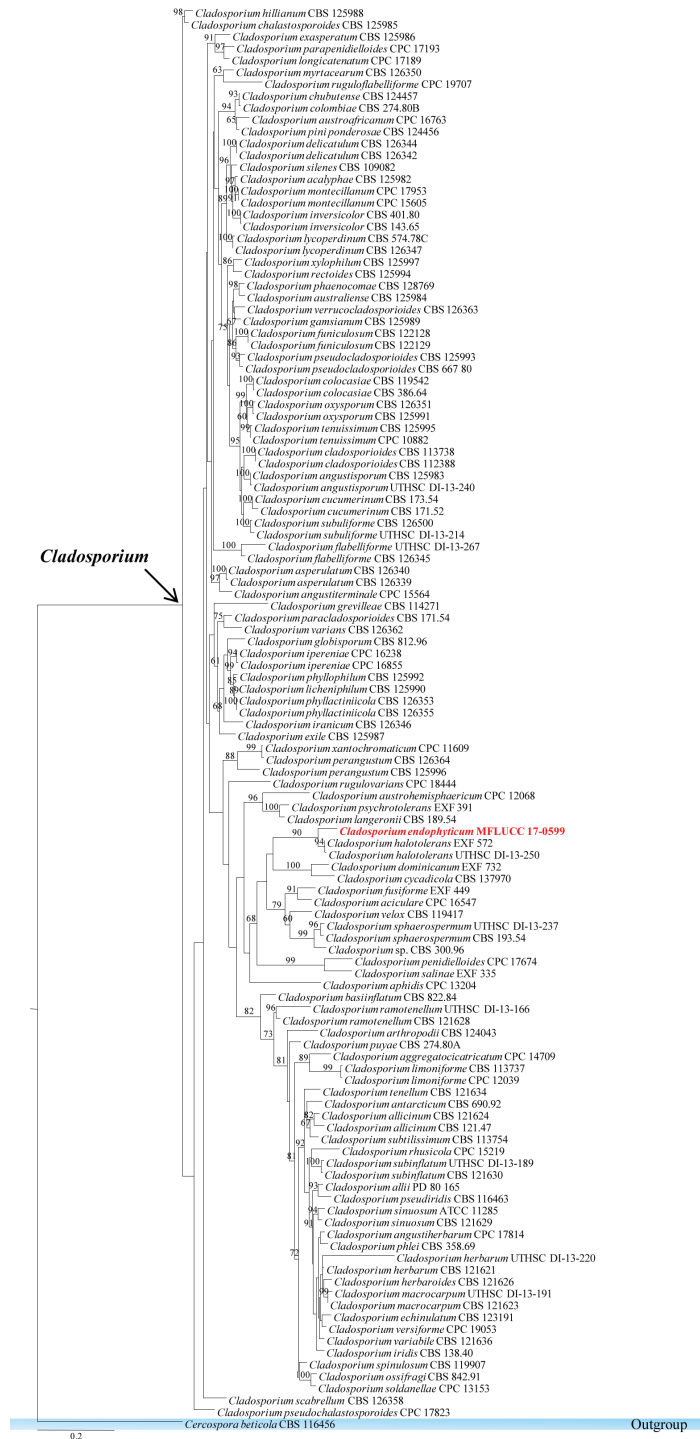 98
Cladosporium hillianum CBS 125988
Cladosporium chalastosporoides CBS 125985
91
Cladosporium exasperatum CBS 125986
Cladosporium parapenidielloides CPC 17193
97
Cladosporium longicatenatum CPC 17189
63
Cladosporium myrtacearum CBS 126350
Cladosporium ruguloflabelliforme CPC 19707
93
Cladosporium chubutense CBS 124457
94
Cladosporium colombiae CBS 274.80B
65
Cladosporium austroafricanum CPC 16763
Cladosporium pini ponderosae CBS 124456
100
Cladosporium delicatulum CBS 126344
Cladosporium delicatulum CBS 126342
96
Cladosporium silenes CBS 109082
97
Cladosporium acalyphae CBS 125982
100
Cladosporium montecillanum CPC 17953
89
91
Cladosporium montecillanum CPC 15605
100
Cladosporium inversicolor CBS 401.80
Cladosporium inversicolor CBS 143.65
100
Cladosporium lycoperdinum CBS 574.78C
Cladosporium lycoperdinum CBS 126347
86
Cladosporium xylophilum CBS 125997
Cladosporium rectoides CBS 125994
98
Cladosporium phaenocomae CBS 128769
Cladosporium australiense CBS 125984
Cladosporium verrucocladosporioides CBS 126363
67
Cladosporium gamsianum CBS 125989
75
100
Cladosporium funiculosum CBS 122128
86
Cladosporium funiculosum CBS 122129
93
Cladosporium pseudocladosporioides CBS 125993
Cladosporium pseudocladosporioides CBS 667 80
100
Cladosporium colocasiae CBS 119542
99
Cladosporium colocasiae CBS 386.64
100
Cladosporium oxysporum CBS 126351
60
Cladosporium oxysporum CBS 125991
99
Cladosporium tenuissimum CBS 125995
95
Cladosporium tenuissimum CPC 10882
100
Cladosporium cladosporioides CBS 113738
Cladosporium cladosporioides CBS 112388
100
Cladosporium angustisporum CBS 125983
Cladosporium angustisporum UTHSC DI-13-240
100
Cladosporium cucumerinum CBS 173.54
Cladosporium cucumerinum CBS 171.52
100
Cladosporium subuliforme CBS 126500
Cladosporium subuliforme UTHSC DI-13-214
100
Cladosporium flabelliforme UTHSC DI-13-267
Cladosporium flabelliforme CBS 126345
Cladosporium
100
Cladosporium asperulatum CBS 126340
97
Cladosporium asperulatum CBS 126339
Cladosporium angustiterminale CPC 15564
Cladosporium grevilleae CBS 114271
75
Cladosporium paracladosporioides CBS 171.54
Cladosporium varians CBS 126362
Cladosporium globisporum CBS 812.96
94
Cladosporium ipereniae CPC 16238
61
99
Cladosporium ipereniae CPC 16855
85
Cladosporium phyllophilum CBS 125992
89
Cladosporium licheniphilum CBS 125990
100
Cladosporium phyllactiniicola CBS 126353
68
Cladosporium phyllactiniicola CBS 126355
Cladosporium iranicum CBS 126346
Cladosporium exile CBS 125987
99
Cladosporium xantochromaticum CPC 11609
88
Cladosporium perangustum CBS 126364
Cladosporium perangustum CBS 125996
Cladosporium rugulovarians CPC 18444
96
Cladosporium austrohemisphaericum CPC 12068
100
Cladosporium psychrotolerans EXF 391
Cladosporium langeronii CBS 189.54
90
Cladosporium endophyticum MFLUCC 17-0599
94
Cladosporium halotolerans EXF 572
Cladosporium halotolerans UTHSC DI-13-250
100
Cladosporium dominicanum EXF 732
Cladosporium cycadicola CBS 137970
91
Cladosporium fusiforme EXF 449
79
Cladosporium aciculare CPC 16547
60
Cladosporium velox CBS 119417
68
96
Cladosporium sphaerospermum UTHSC DI-13-237
99
Cladosporium sphaerospermum CBS 193.54
Cladosporium sp. CBS 300.96
99
Cladosporium penidielloides CPC 17674
Cladosporium salinae EXF 335
Cladosporium aphidis CPC 13204
Cladosporium basiinflatum CBS 822.84
82
96
Cladosporium ramotenellum UTHSC DI-13-166
Cladosporium ramotenellum CBS 121628
73
Cladosporium arthropodii CBS 124043
Cladosporium puyae CBS 274.80A
81
89
Cladosporium aggregatocicatricatum CPC 14709
99
Cladosporium limoniforme CBS 113737
Cladosporium limoniforme CPC 12039
Cladosporium tenellum CBS 121634
Cladosporium antarcticum CBS 690.92
82
Cladosporium allicinum CBS 121624
67
Cladosporium allicinum CBS 121.47
92
Cladosporium subtilissimum CBS 113754
81
Cladosporium rhusicola CPC 15219
100
Cladosporium subinflatum UTHSC DI-13-189
Cladosporium subinflatum CBS 121630
93
Cladosporium allii PD 80 165
Cladosporium pseudiridis CBS 116463
94
Cladosporium sinuosum ATCC 11285
91
Cladosporium sinuosum CBS 121629
Cladosporium angustiherbarum CPC 17814
72
Cladosporium phlei CBS 358.69
Cladosporium herbarum UTHSC DI-13-220
Cladosporium herbarum CBS 121621
Cladosporium herbaroides CBS 121626
99
Cladosporium macrocarpum UTHSC DI-13-191
Cladosporium macrocarpum CBS 121623
Cladosporium echinulatum CBS 123191
Cladosporium versiforme CPC 19053
Cladosporium variabile CBS 121636
Cladosporium iridis CBS 138.40
Cladosporium spinulosum CBS 119907
100
Cladosporium ossifragi CBS 842.91
Cladosporium soldanellae CPC 13153
Cladosporium scabrellum CBS 126358
Cladosporium pseudochalastosporoides CPC 17823
Cercospora beticola CBS 116456
Outgroup
0.2